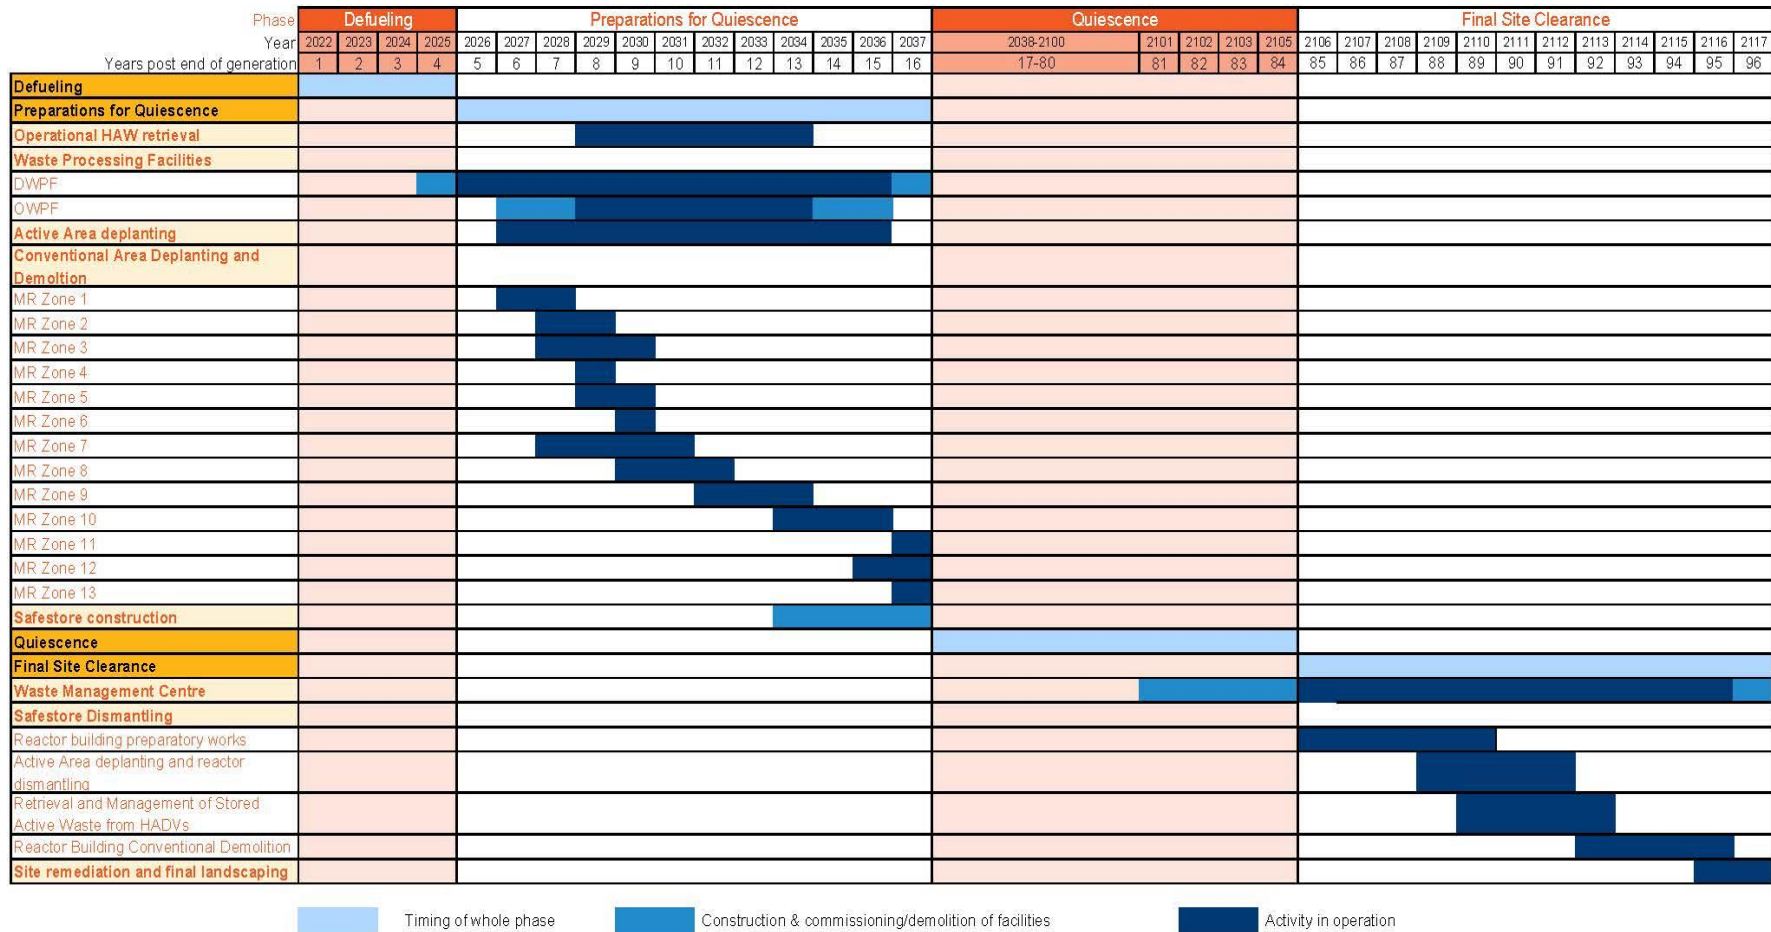 Phase Defueling Preparations for Quiescence Quiescence Final Site Clearance
Year 2022 2023 2024 2025 2026 2027 2028 2029 2030 2031 2032 2033 2034 2035 2036 2037 2038-2100 2101 2102 2103 2105 2106 2107 2108 2109 2110 2111 2112 2113 2114 2115 2116 2117
Years post end of generation 1 2 3 4 5 6 7 8 9 10 11 12 13 14 15 16 17-80 81 82 83 84 85 86 87 88 89 90 91 92 93 94 95 96
Defueling
Preparations for Quiescence
Operational HAW retrieval
Waste Processing Facilities
DWPF
OWPF
Active Area deplanting
Conventional Area Deplanting and
Demoltion
MR Zone 1
MR Zone 2
MR Zone 3
MR Zone 4
MR Zone 5
MR Zone 6
MR Zone 7
MR Zone 8
MR Zone 9
MR Zone 10
MR Zone 11
MR Zone 12
MR Zone 13
Safestore construction
Quiescence
Final Site Clearance
Waste Management Centre
Safestore Dismantling
Reactor building preparatory works
Active Area deplanting and reactor
dismantling
Retrieval and Management of Stored
Active Waste from HADVs
Reactor Building Conventional Demolition
Site remediation and final landscaping
Timing of whole phase Construction & commissioning/demolition of facilities Activity in operation